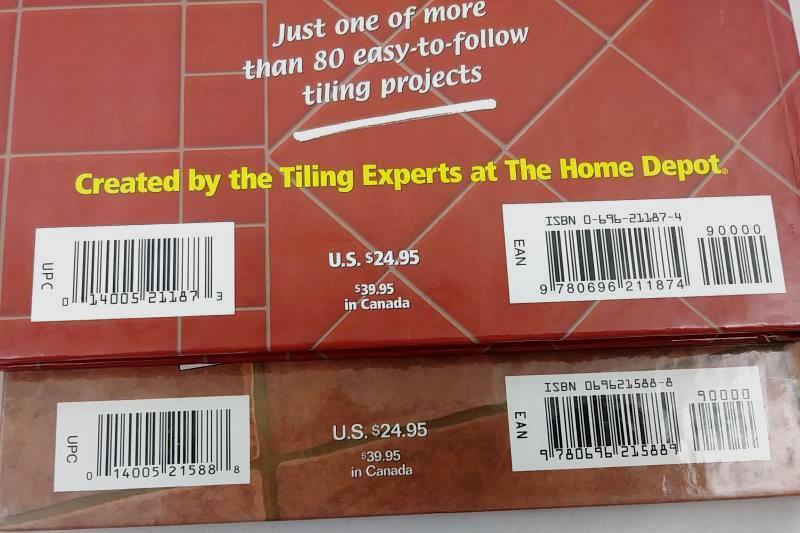 Just one of more
than 80 easy-to-follow
tiling projects
Created by the Tiling Experts at The Home Depot®
UPC
0 14005 21187 3
U.S. $24.95
$39.95
in Canada
EAN
ISBN 0-696-21187-4
90000
9 780696 211874
UPC
0 14005 21588 8
U.S. $24.95
$39.95
in Canada
EAN
ISBN 069621588-8
90000
9 780696 215889